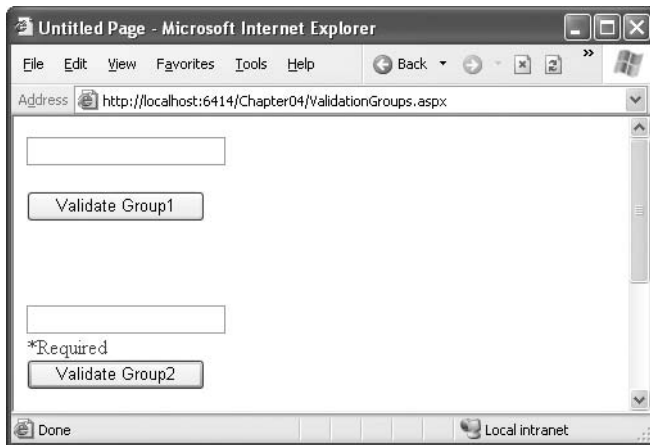 Untitled Page - Microsoft Internet Explorer
File Edit View Favorites Tools Help Back »
Address http://localhost:6414/Chapter04/ValidationGroups.aspx
Validate Group1
*Required
Validate Group2
Done Local intranet